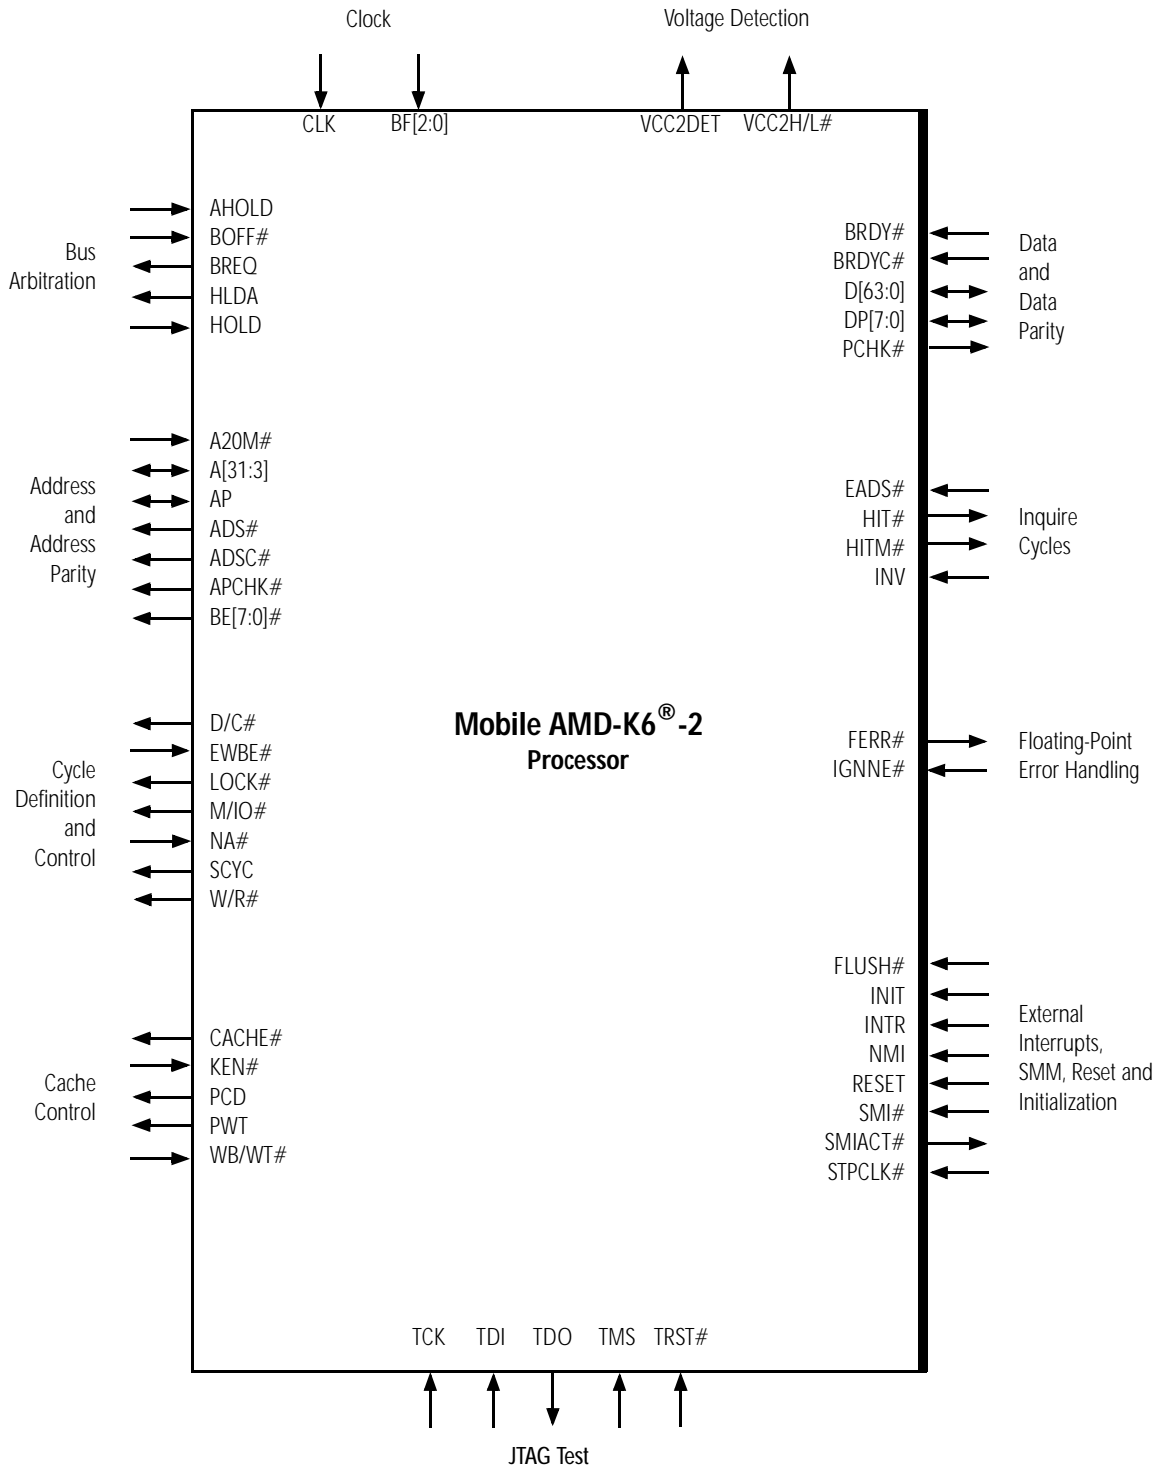 Clock
Voltage Detection
CLK
BF[2:0]
VCC2DET
VCC2H/L#
Bus
Arbitration
AHOLD
BOFF#
BREQ
HLDA
HOLD
BRDY#
BRDYC#
D[63:0]
DP[7:0]
PCHK#
Data
and
Data
Parity
Address
and
Address
Parity
A20M#
A[31:3]
AP
ADS#
ADSC#
APCHK#
BE[7:0]#
EADS#
HIT#
HITM#
INV
Inquire
Cycles
Cycle
Definition
and
Control
D/C#
EWBE#
LOCK#
M/IO#
NA#
SCYC
W/R#
Mobile AMD-K6®-2
Processor
FERR#
IGNNE#
Floating-Point
Error Handling
Cache
Control
CACHE#
KEN#
PCD
PWT
WB/WT#
FLUSH#
INIT
INTR
NMI
RESET
SMI#
SMIACT#
STPCLK#
External
Interrupts,
SMM, Reset and
Initialization
TCK
TDI
TDO
TMS
TRST#
JTAG Test